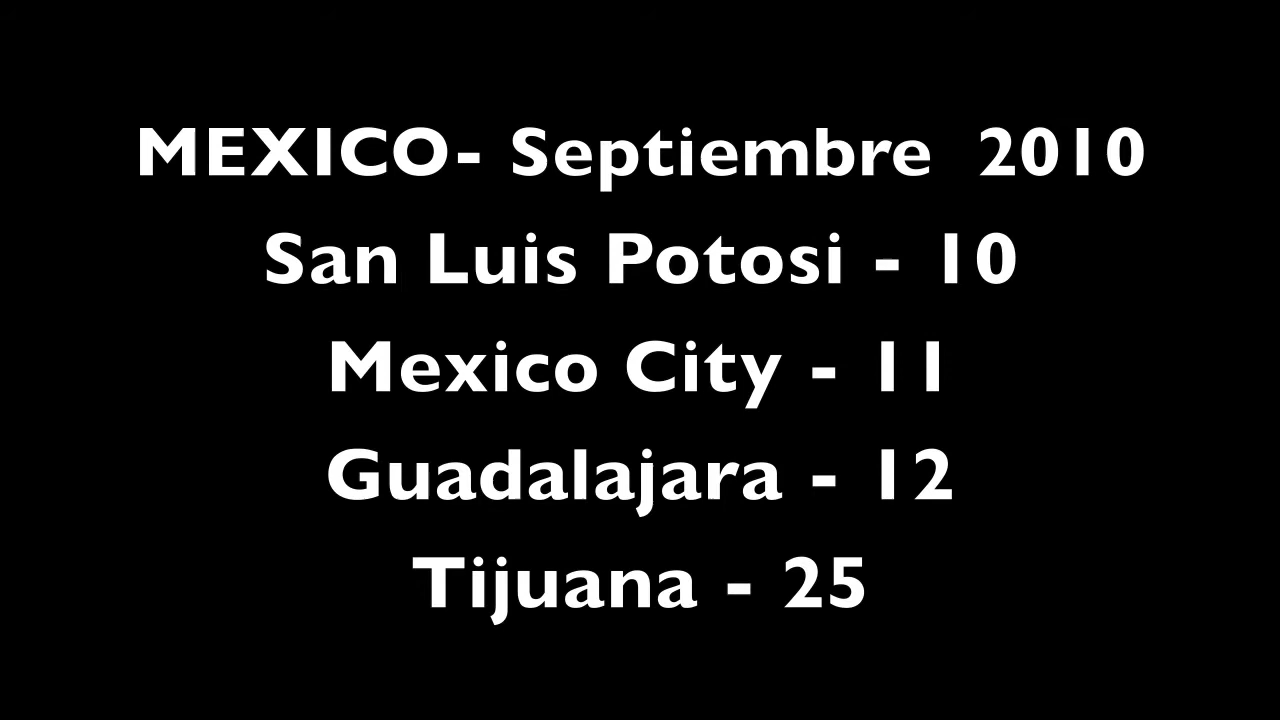 MEXICO- Septiembre  2010
San Luis Potosi - 10
Mexico City - 11
Guadalajara - 12
Tijuana - 25